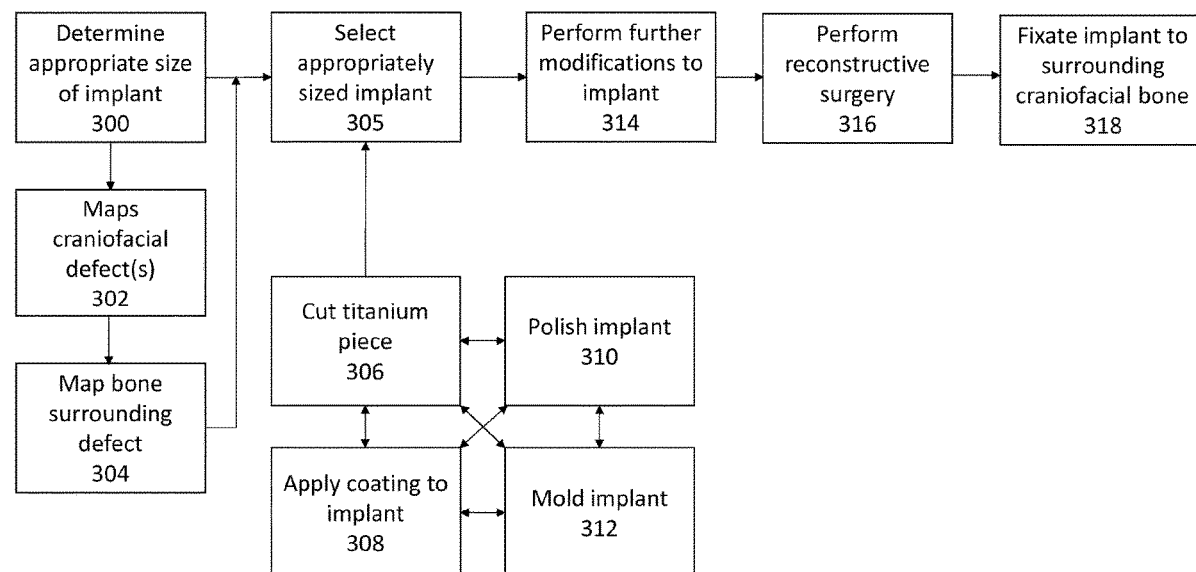 Determine
appropriate size
of implant
300
Select
appropriately
sized implant
305
Perform further
modifications to
implant
314
Perform
reconstructive
surgery
316
Fixate implant to
surrounding
craniofacial bone
318
Maps
craniofacial
defect(s)
302
Map bone
surrounding
defect
304
Cut titanium
piece
306
Polish implant
310
Apply coating to
implant
308
Mold implant
312